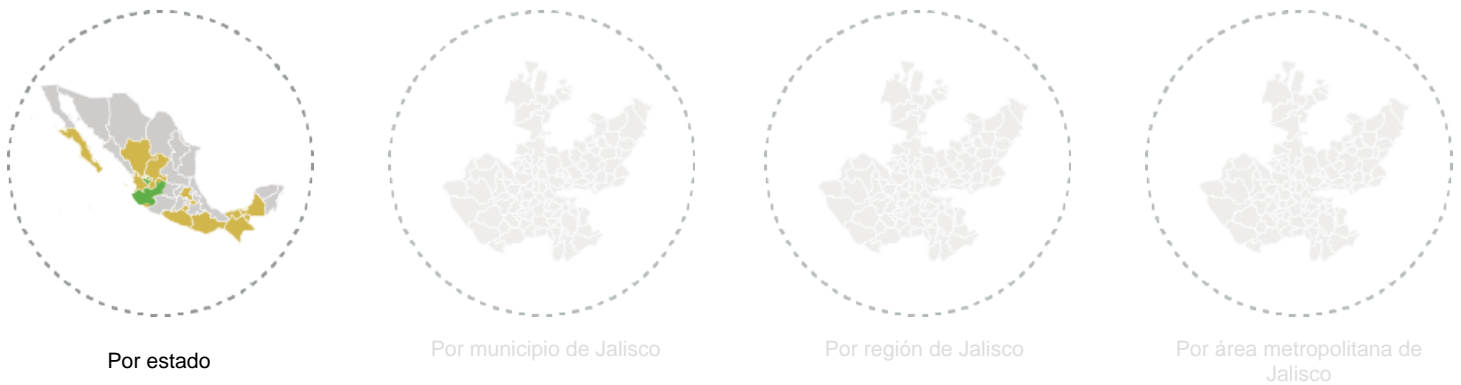 Por estado
Por municipio de Jalisco
Por región de Jalisco
Por área metropolitana de
Jalisco